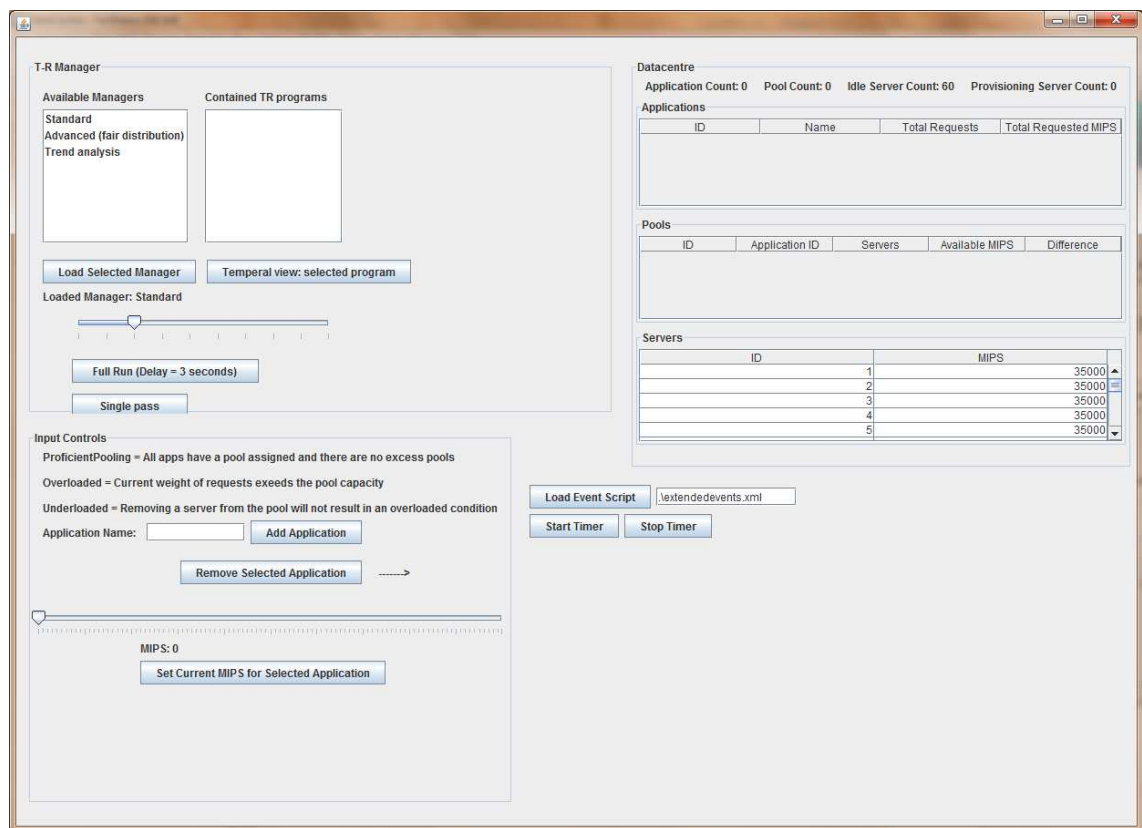 T-R Manager
Available Managers
Contained TR programs
Standard
Advanced (fair distribution)
Trend analysis
Load Selected Manager
Temperal view: selected program
Loaded Manager: Standard
Full Run (Delay = 3 seconds)
Single pass
Datacentre
Application Count: 0 Pool Count: 0 Idle Server Count: 60 Provisioning Server Count: 0
Applications
ID Name Total Requests Total Requested MIPS
Pools
ID Application ID Servers Available MIPS Difference
Servers
ID MIPS
1 35000
2 35000
3 35000
4 35000
5 35000
Input Controls
ProficientPooling = All apps have a pool assigned and there are no excess pools
Overloaded = Current weight of requests exeeds the pool capacity
Underloaded = Removing a server from the pool will not result in an overloaded condition
Application Name: Add Application
Remove Selected Application ------->
MIPS: 0
Set Current MIPS for Selected Application
Load Event Script .\extendedevents.xml
Start Timer Stop Timer